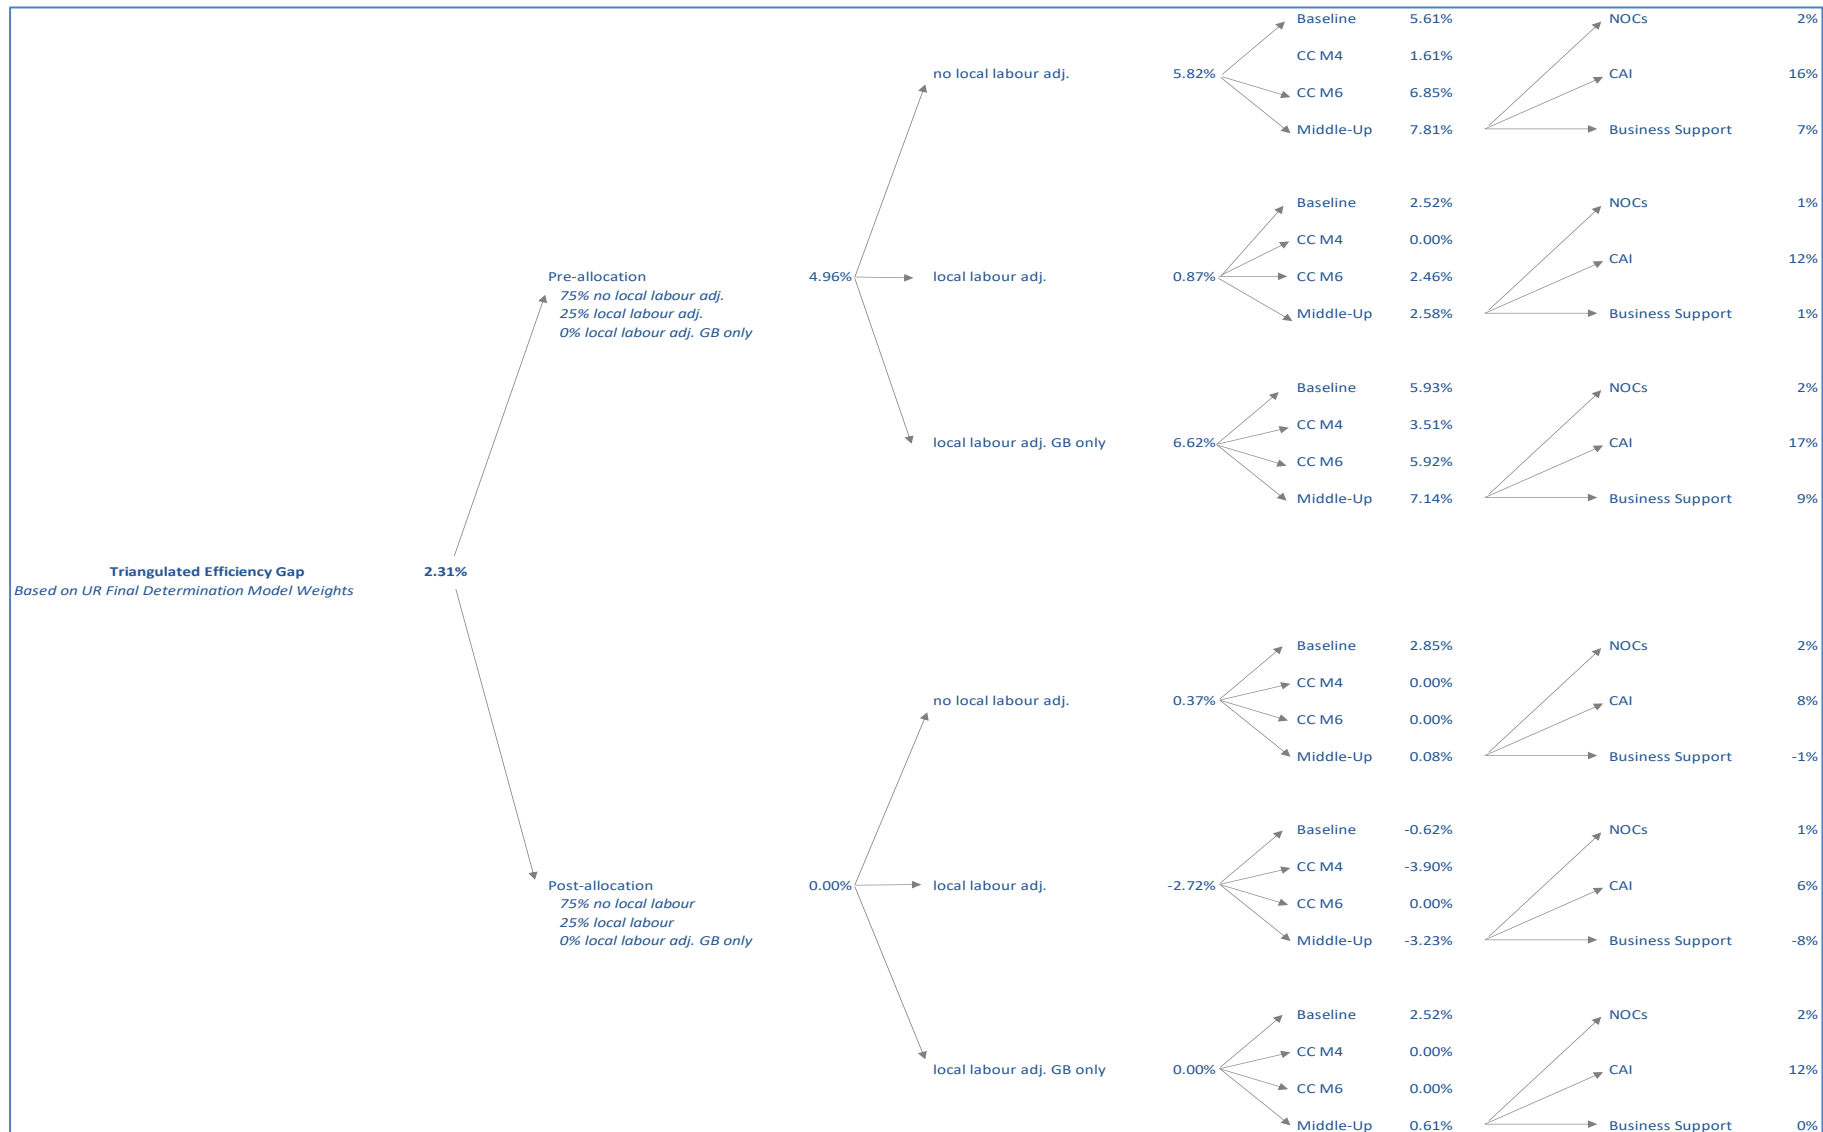 Baseline 5.61% NOCs 2%
CC M4 1.61%
no local labour adj. 5.82% CAI 16%
CC M6 6.85%
Middle-Up 7.81% Business Support 7%
Baseline 2.52% NOCs 1%
CC M4 0.00%
CAI 12%
Pre-allocation 4.96% local labour adj. 0.87% CC M6 2.46%
75% no local labour adj.
25% local labour adj. Middle-Up 2.58% Business Support 1%
0% local labour adj. GB only
Baseline 5.93% NOCs 2%
CC M4 3.51%
local labour adj. GB only 6.62% CAI 17%
CC M6 5.92%
Middle-Up 7.14% Business Support 9%
Triangulated Efficiency Gap 2.31%
Based on UR Final Determination Model Weights
Baseline 2.85% NOCs 2%
CC M4 0.00%
no local labour adj. 0.37% CAI 8%
CC M6 0.00%
Middle-Up 0.08% Business Support -1%
Baseline -0.62% NOCs 1%
CC M4 -3.90%
Post-allocation 0.00% local labour adj. -2.72% CAI 6%
75% no local labour CC M6 0.00%
25% local labour
0% local labour adj. GB only Middle-Up -3.23% Business Support -8%
Baseline 2.52% NOCs 2%
CC M4 0.00%
local labour adj. GB only 0.00% CAI 12%
CC M6 0.00%
Middle-Up 0.61% Business Support 0%